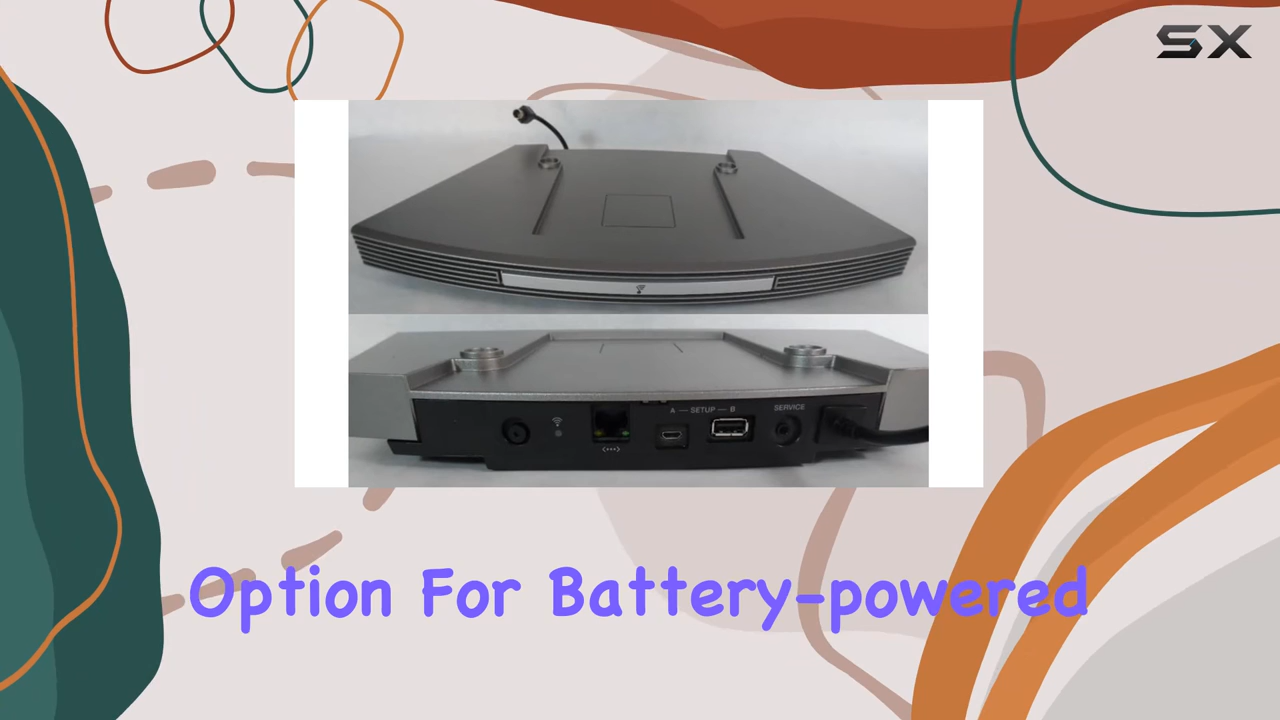 SX
A — SETUP — B
SERVICE
Option For Battery-powered